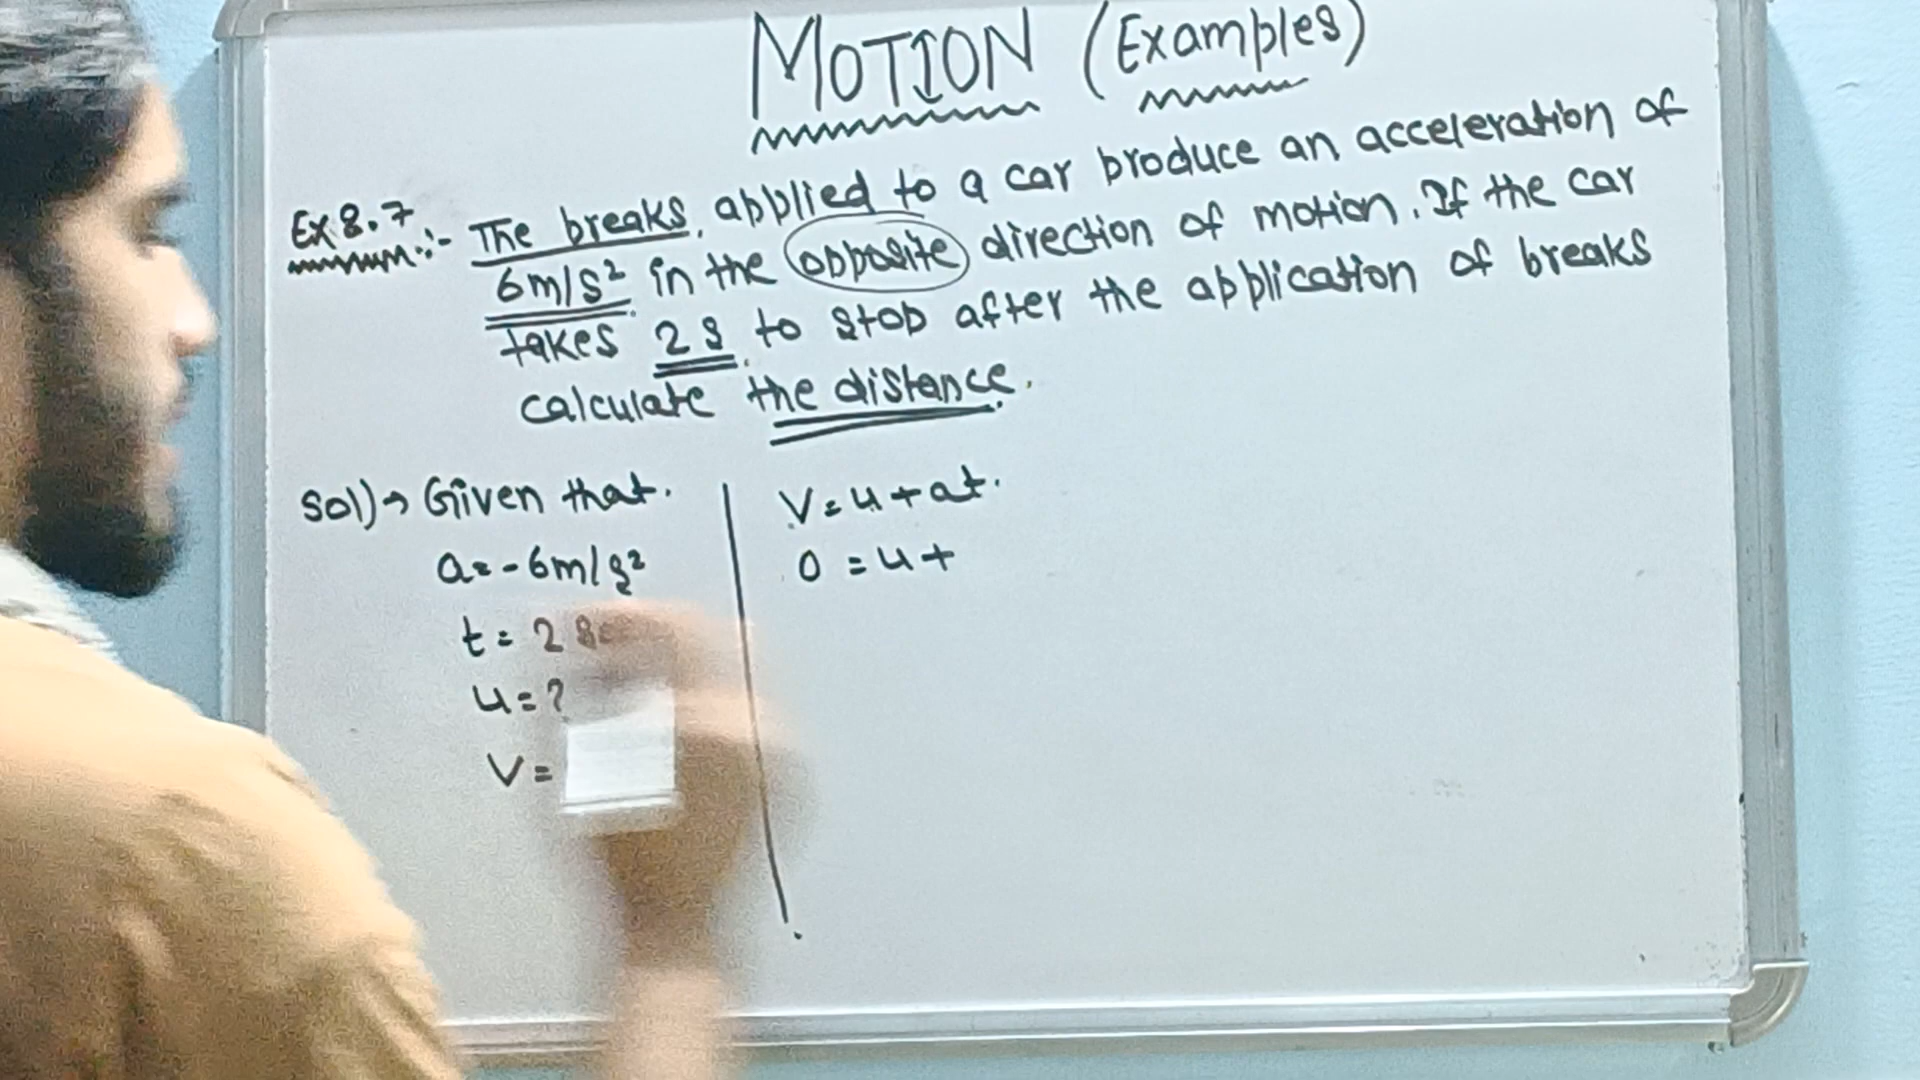 MOTION (Examples)
Ex 8.7 :- The breaks applied to a car produce an acceleration of
6m/s² in the opposite direction of motion. If the car
takes 2 s to stop after the application of breaks
calculate the distance.
Sol) → Given that.
a = - 6m/s²
t = 2
u = ?
v =
v = u + at.
0 = u +